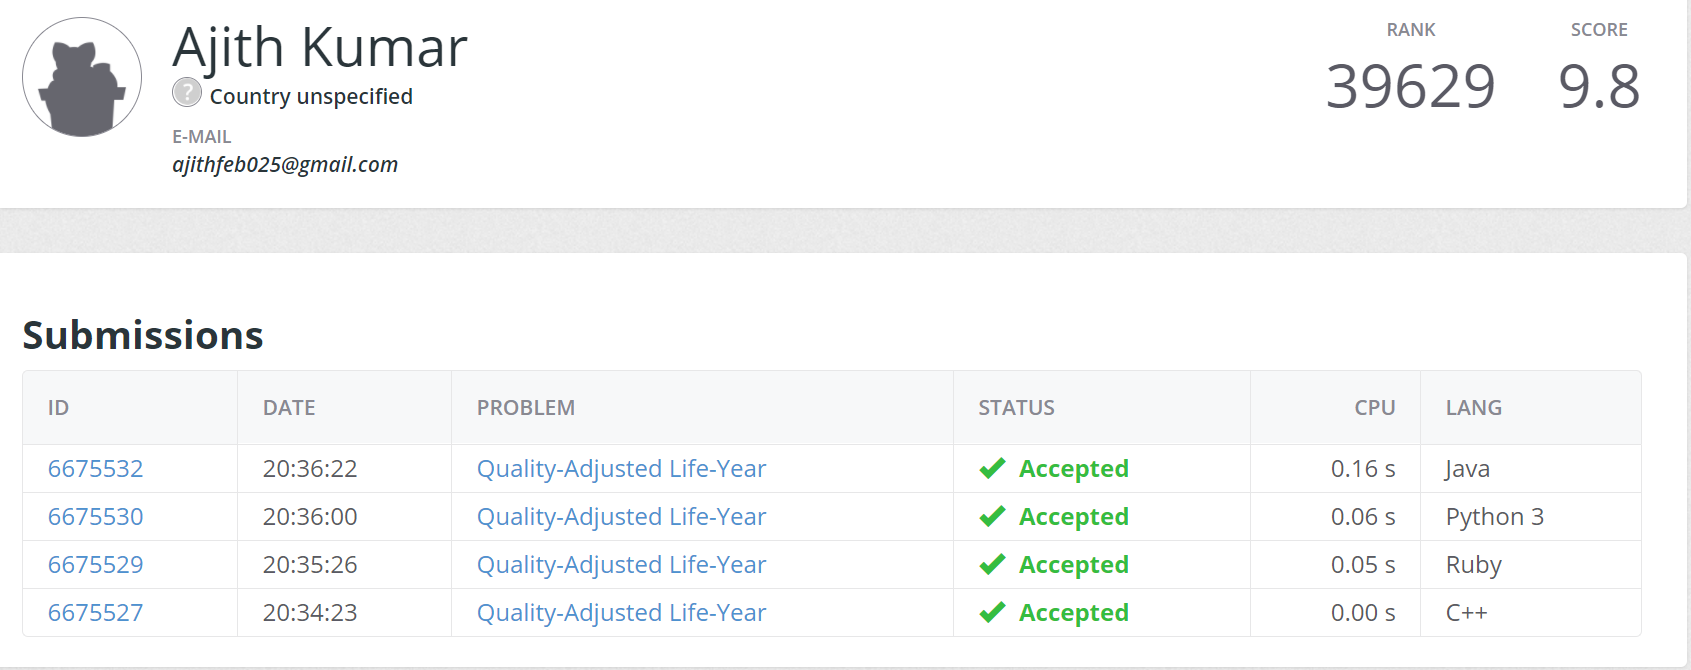 Ajith Kumar
? Country unspecified
E-MAIL
ajithfeb025@gmail.com
RANK
39629
SCORE
9.8
Submissions
ID DATE PROBLEM STATUS CPU LANG
6675532 20:36:22 Quality-Adjusted Life-Year Accepted 0.16 s Java
6675530 20:36:00 Quality-Adjusted Life-Year Accepted 0.06 s Python 3
6675529 20:35:26 Quality-Adjusted Life-Year Accepted 0.05 s Ruby
6675527 20:34:23 Quality-Adjusted Life-Year Accepted 0.00 s C++